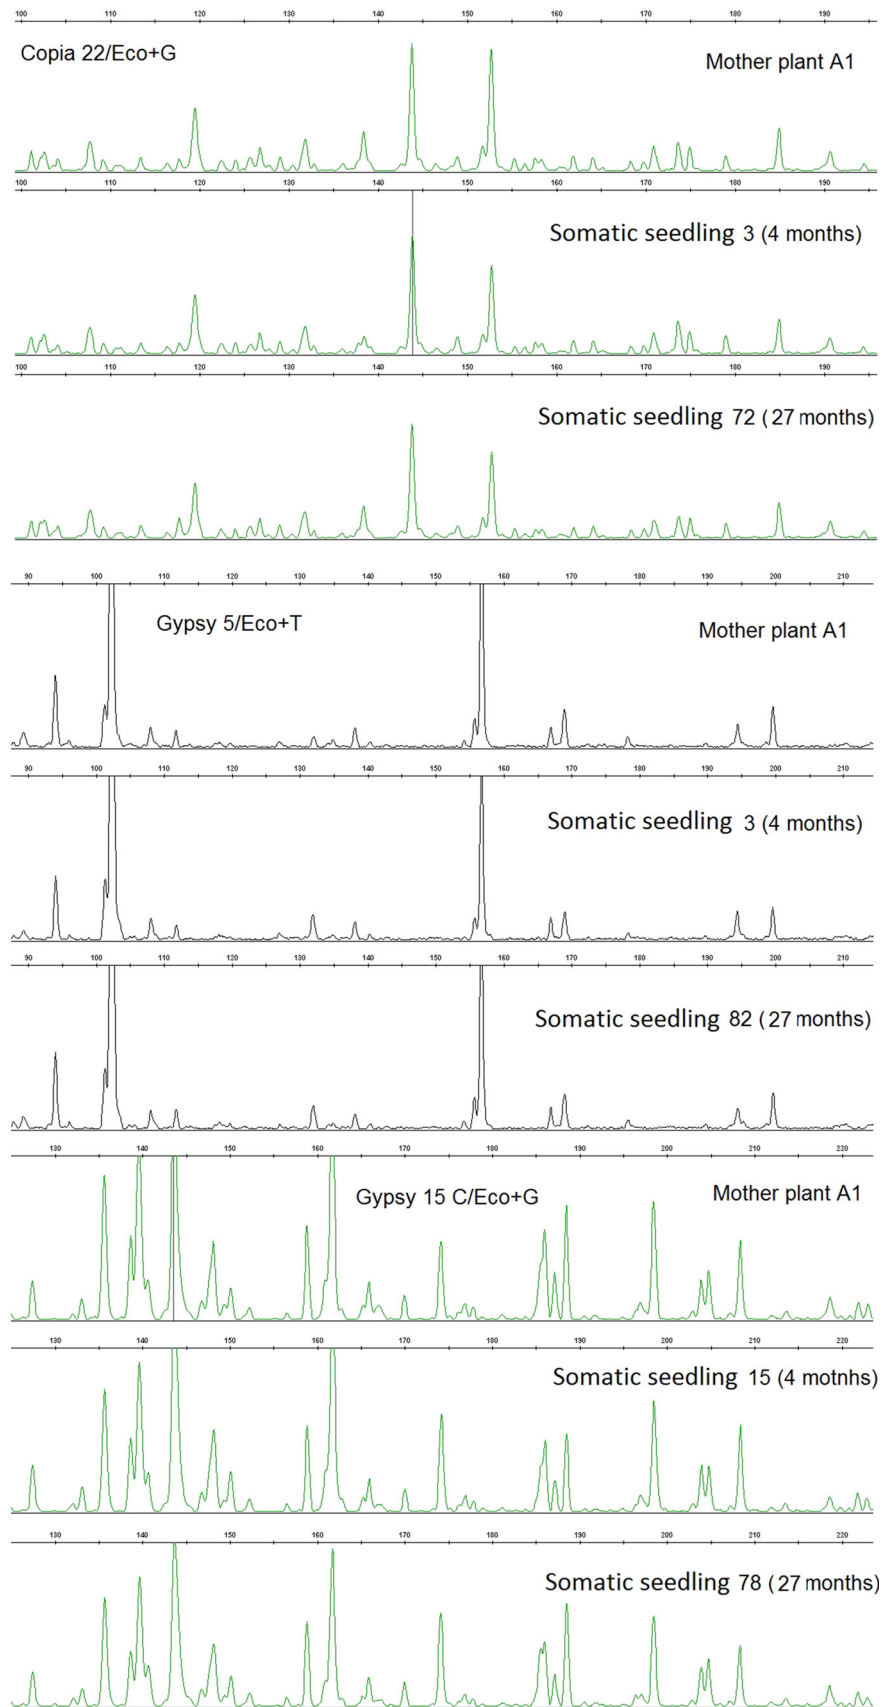 100 110 120 130 140 150 160 170 180 190
Copia 22/Eco+G
Mother plant A1
100 110 120 130 140 150 160 170 180 190
Somatic seedling 3 (4 months)
100 110 120 130 140 150 160 170 180 190
Somatic seedling 72 (27 months)
90 100 110 120 130 140 150 160 170 180 190 200 210
Gypsy 5/Eco+T
Mother plant A1
90 100 110 120 130 140 150 160 170 180 190 200 210
Somatic seedling 3 (4 months)
90 100 110 120 130 140 150 160 170 180 190 200 210
Somatic seedling 82 (27 months)
130 140 150 160 170 180 190 200 210 220
Gypsy 15 C/Eco+G
Mother plant A1
130 140 150 160 170 180 190 200 210 220
Somatic seedling 15 (4 motnhs)
130 140 150 160 170 180 190 200 210 220
Somatic seedling 78 (27 months)